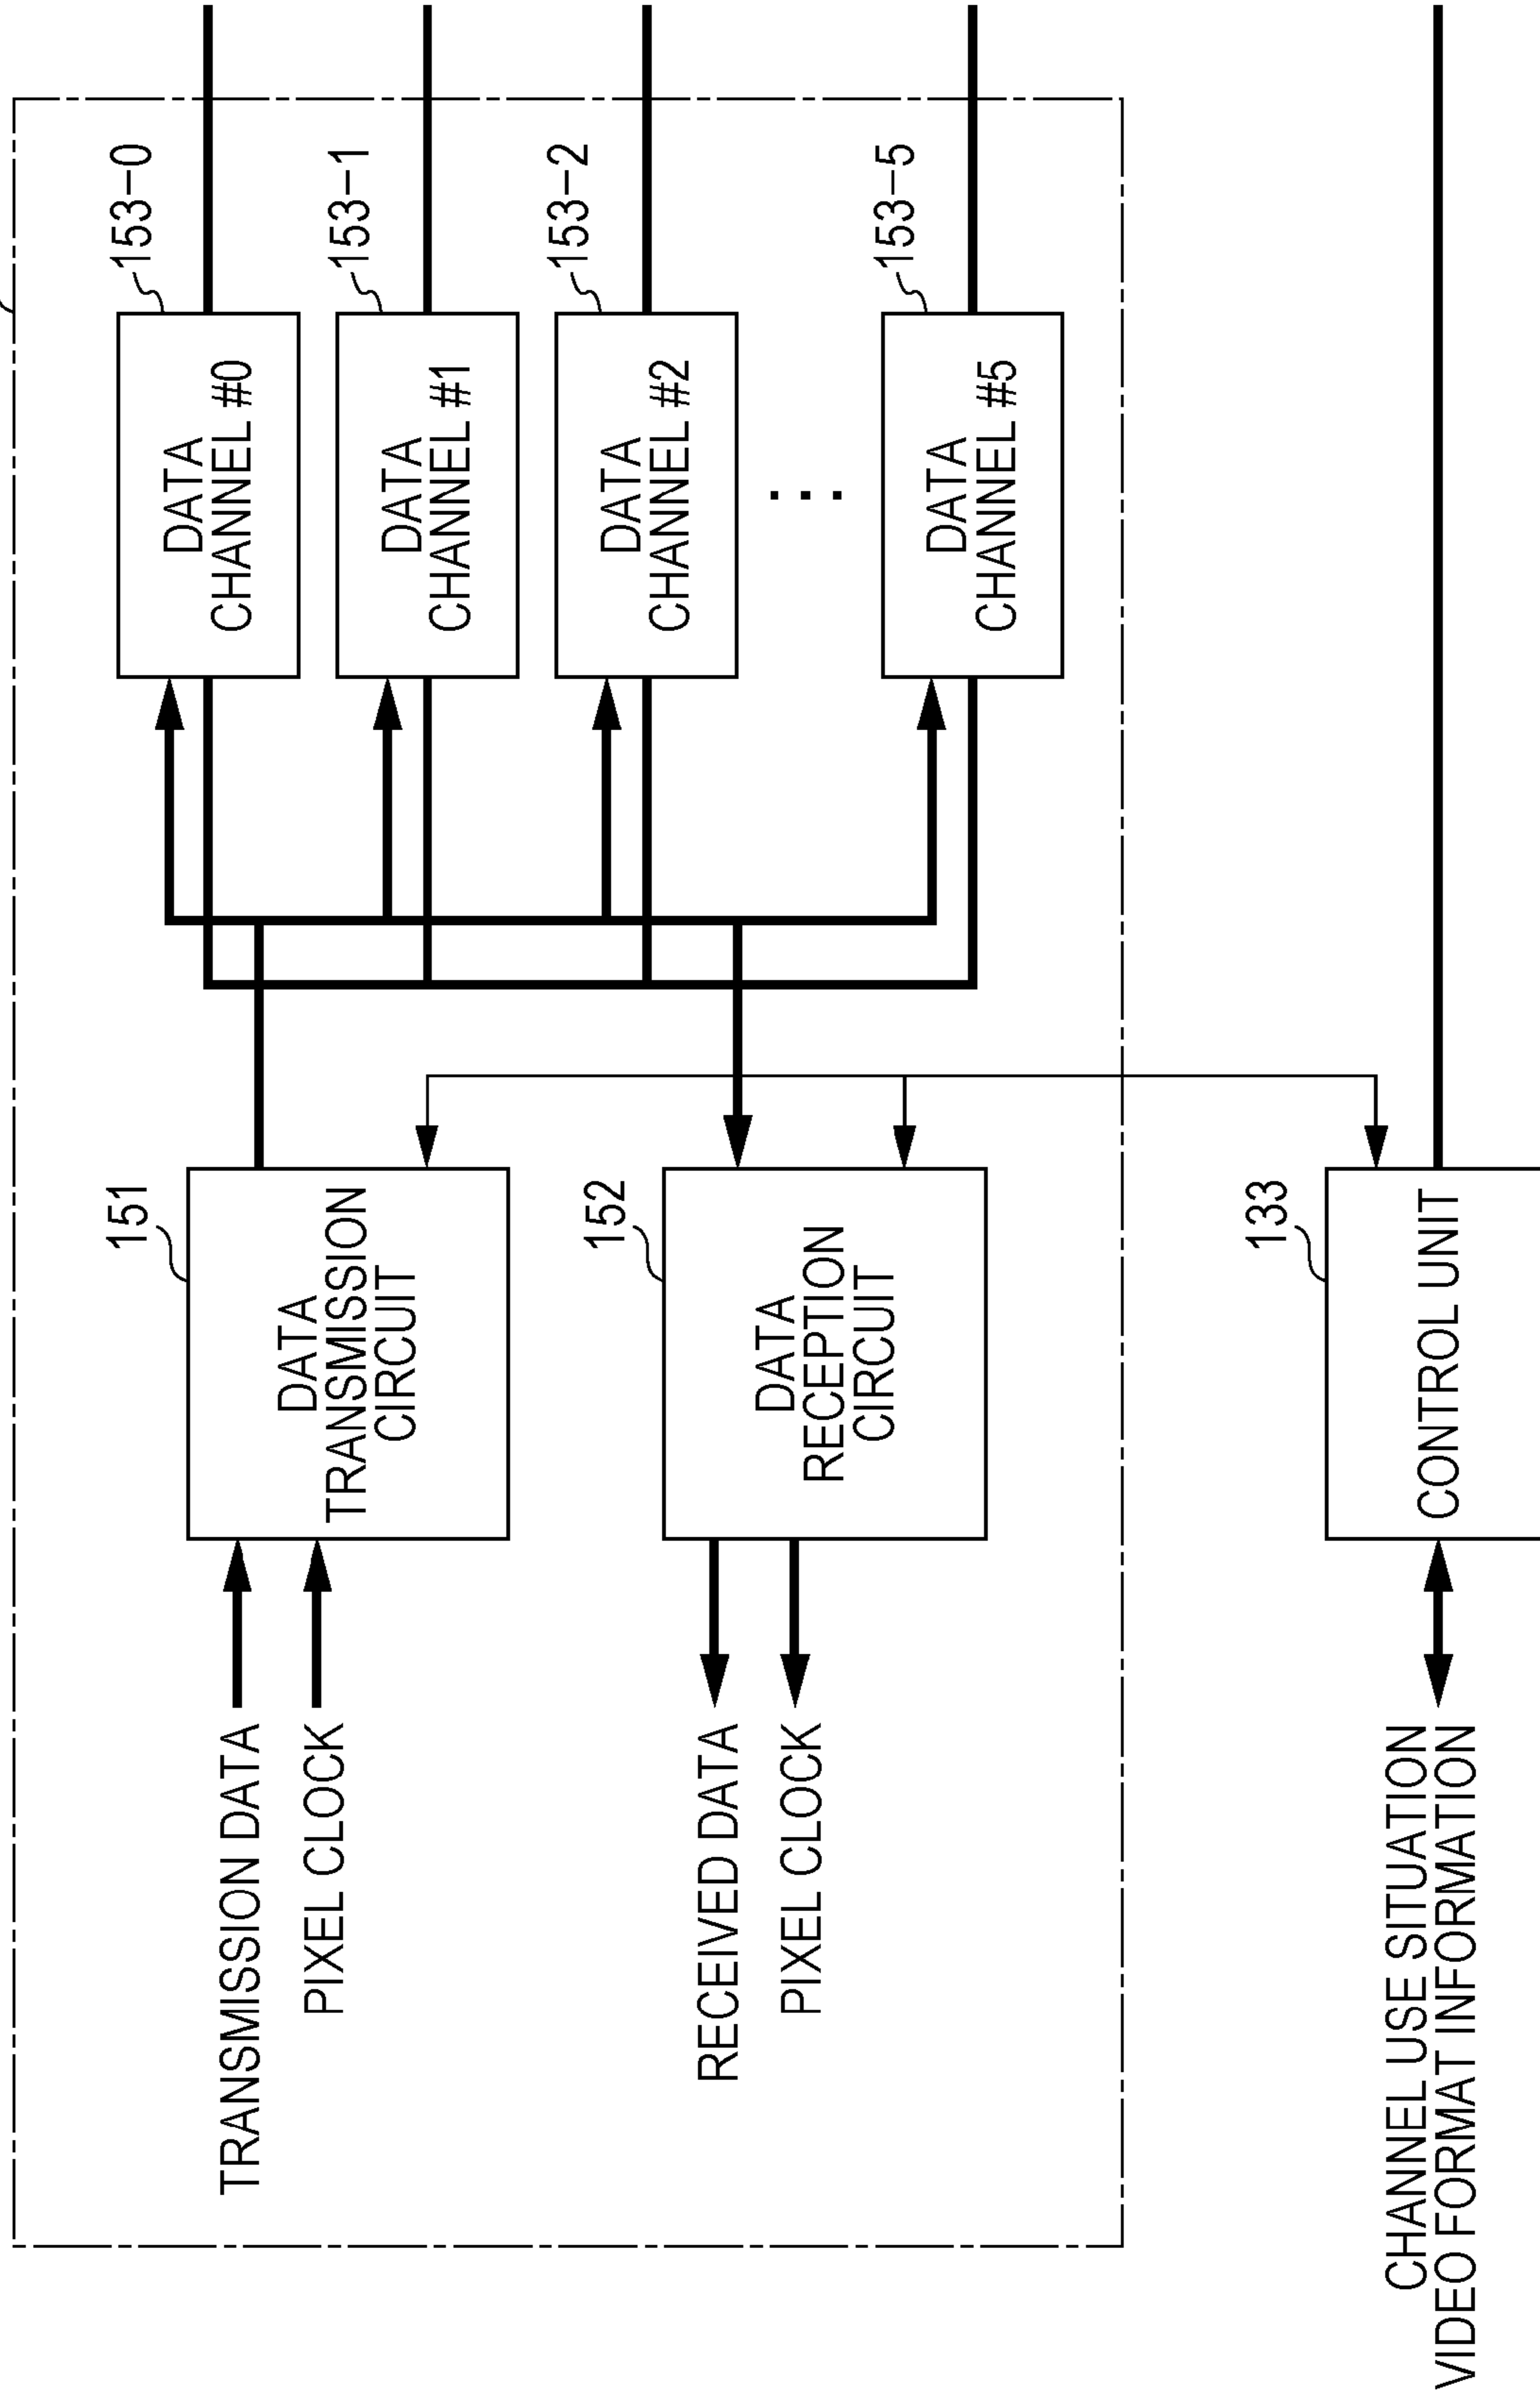 153-0
DATA
CHANNEL #0
153-1
DATA
CHANNEL #1
153-2
DATA
CHANNEL #2
...
153-5
DATA
CHANNEL #5
151
DATA
TRANSMISSION
CIRCUIT
TRANSMISSION DATA
PIXEL CLOCK
152
DATA
RECEPTION
CIRCUIT
RECEIVED DATA
PIXEL CLOCK
133
CONTROL UNIT
CHANNEL USE SITUATION
VIDEO FORMAT INFORMATION